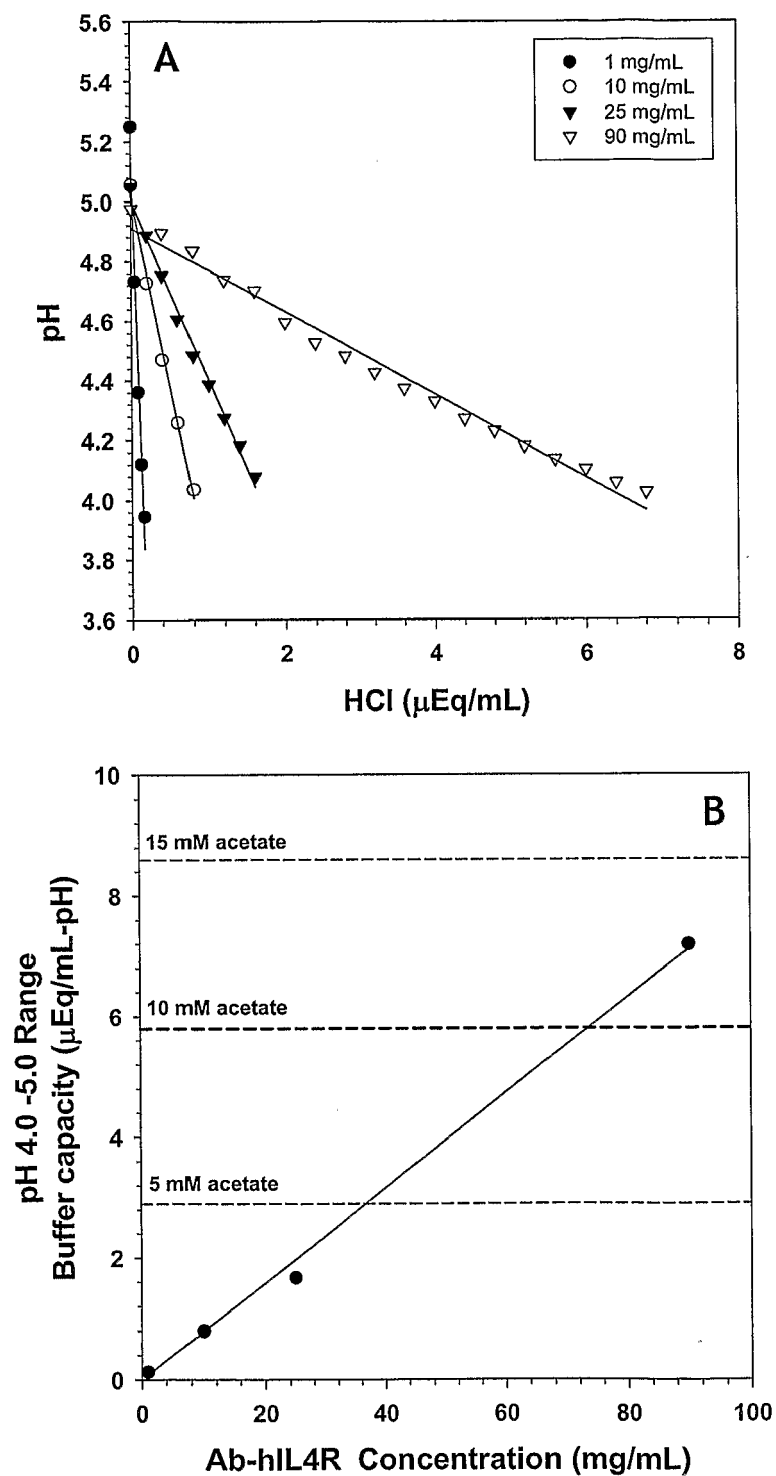 A
1 mg/mL
10 mg/mL
25 mg/mL
90 mg/mL
5.6
5.4
5.2
5.0
4.8
4.6
4.4
4.2
4.0
3.8
3.6
pH
0 2 4 6 8
HCl (μEq/mL)
B
10
8
6
4
2
0
15 mM acetate
10 mM acetate
5 mM acetate
pH 4.0 -5.0 Range
Buffer capacity (μEq/mL-pH)
0 20 40 60 80 100
Ab-hIL4R Concentration (mg/mL)